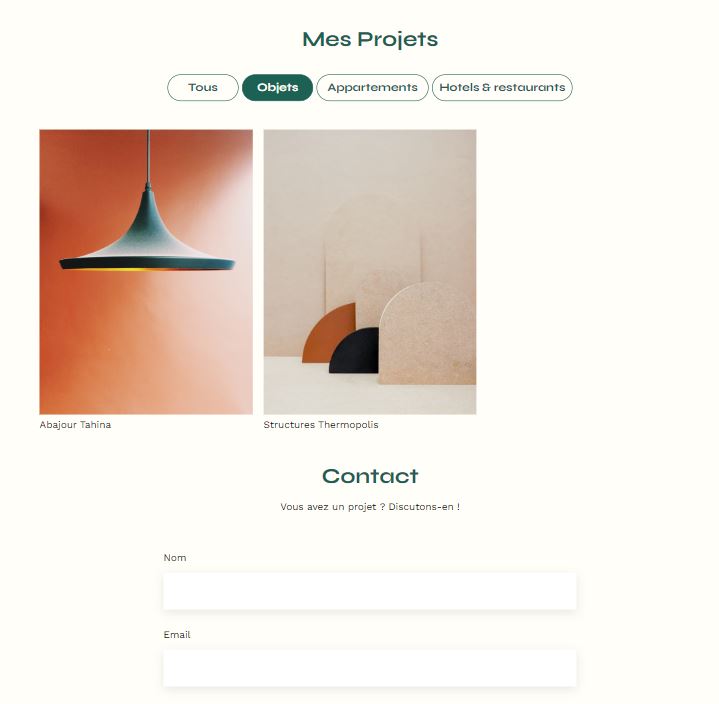 Mes Projets
Tous Objets Appartements Hotels & restaurants
Abajour Tahina
Structures Thermopolis
Contact
Vous avez un projet ? Discutons-en !
Nom
Email